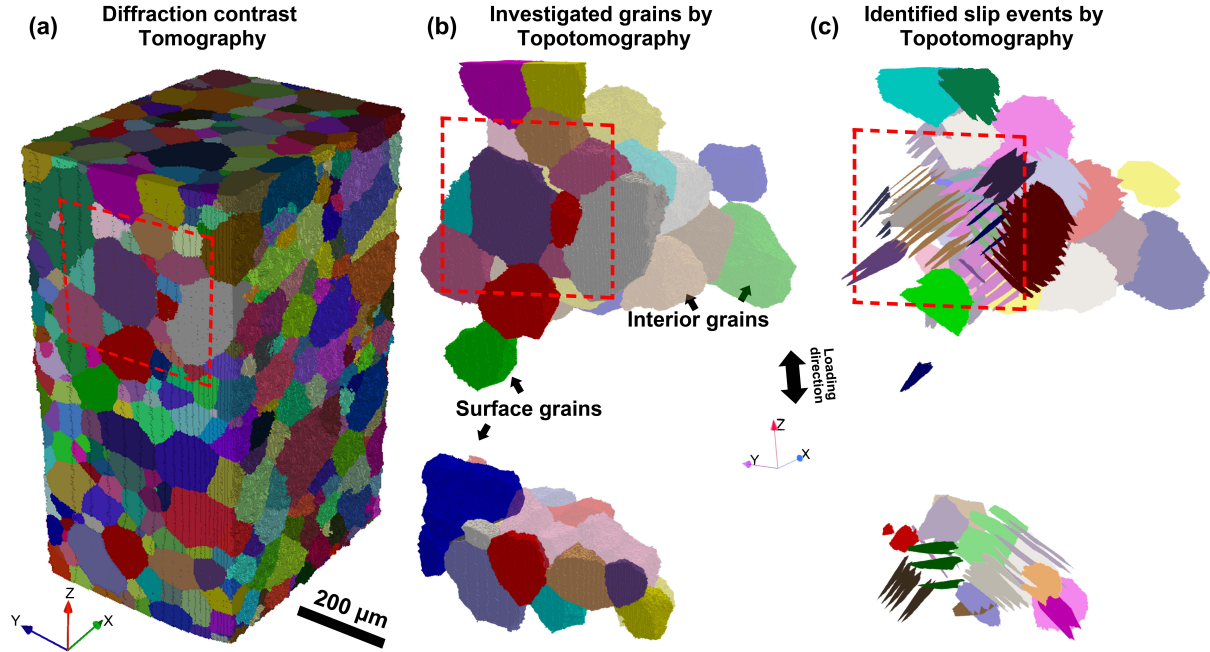 (a)
Diffraction contrast
Tomography
(b)
Investigated grains by
Topotomography
(c)
Identified slip events by
Topotomography
Interior grains
Surface grains
Loading
direction
Z
Y
X
Z
Y
X
200 µm